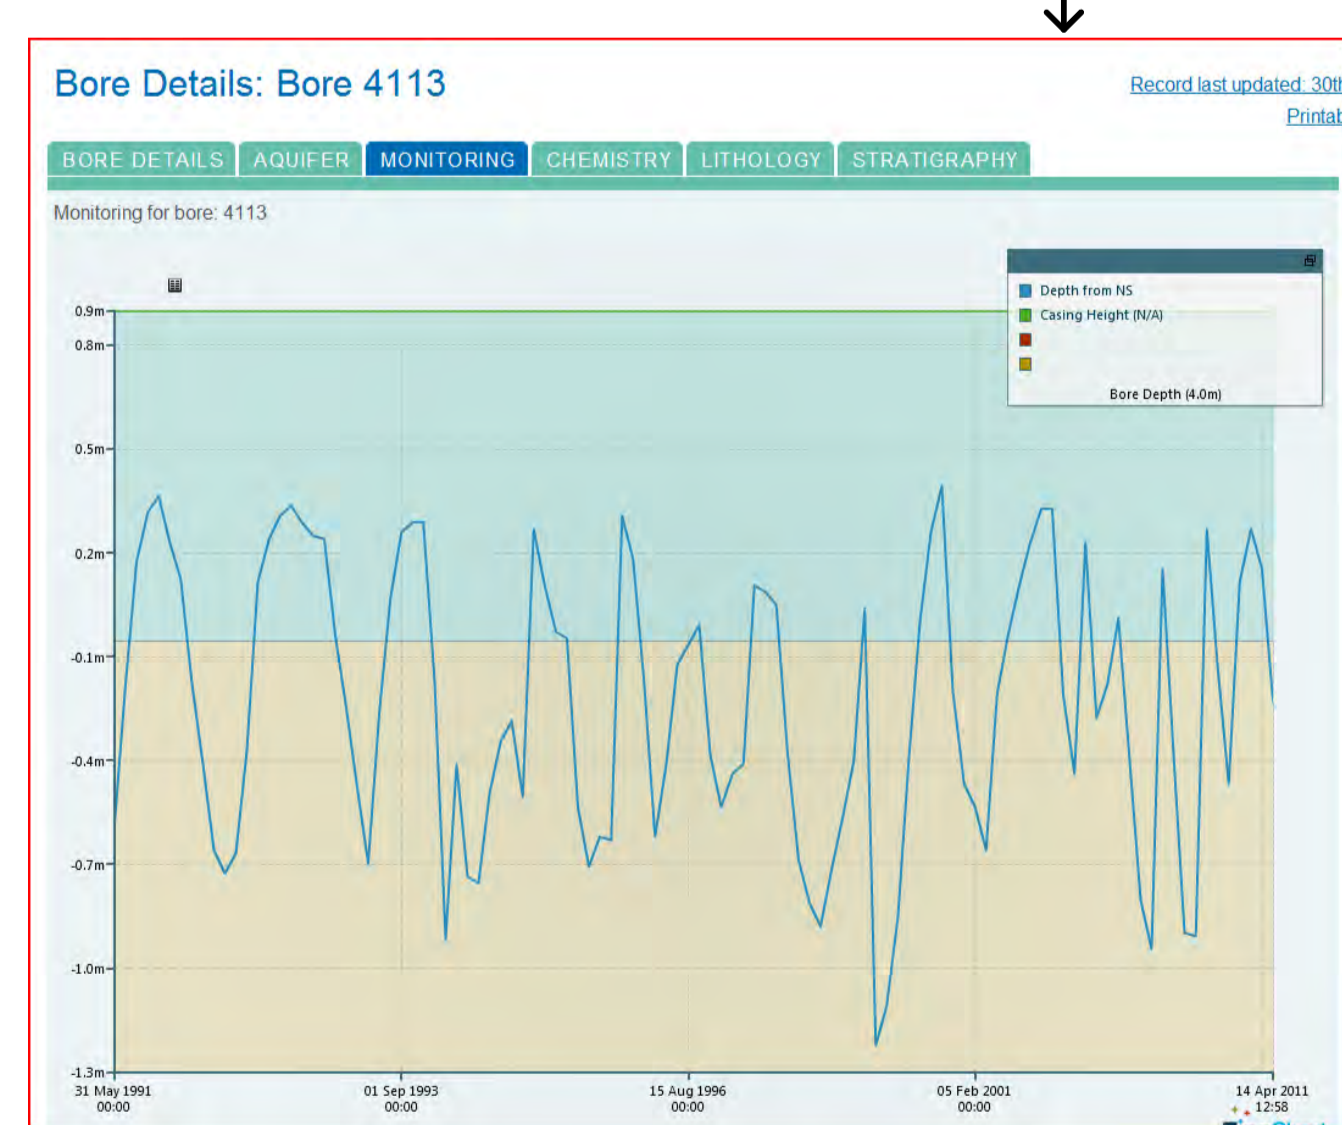 Bore Details: Bore 4113
Record last updated: 30th
BORE DETAILS AQUIFER MONITORING CHEMISTRY LITHOLOGY STRATIGRAPHY
Monitoring for bore: 4113
Depth from NS
Casing Height (N/A)
Bore Depth (4.0m)
0.9m
0.8m
0.5m
0.2m
-0.1m
-0.4m
-0.7m
-1.0m
-1.3m
31 May 1991 01 Sep 1993 15 Aug 1996 05 Feb 2001 14 Apr 2011
00:00 00:00 00:00 00:00 12:58